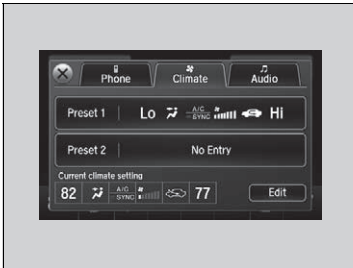 Phone Climate Audio
Preset 1 Lo A/C SYNC Hi
Preset 2 No Entry
Current climate setting
82 A/C SYNC 77 Edit